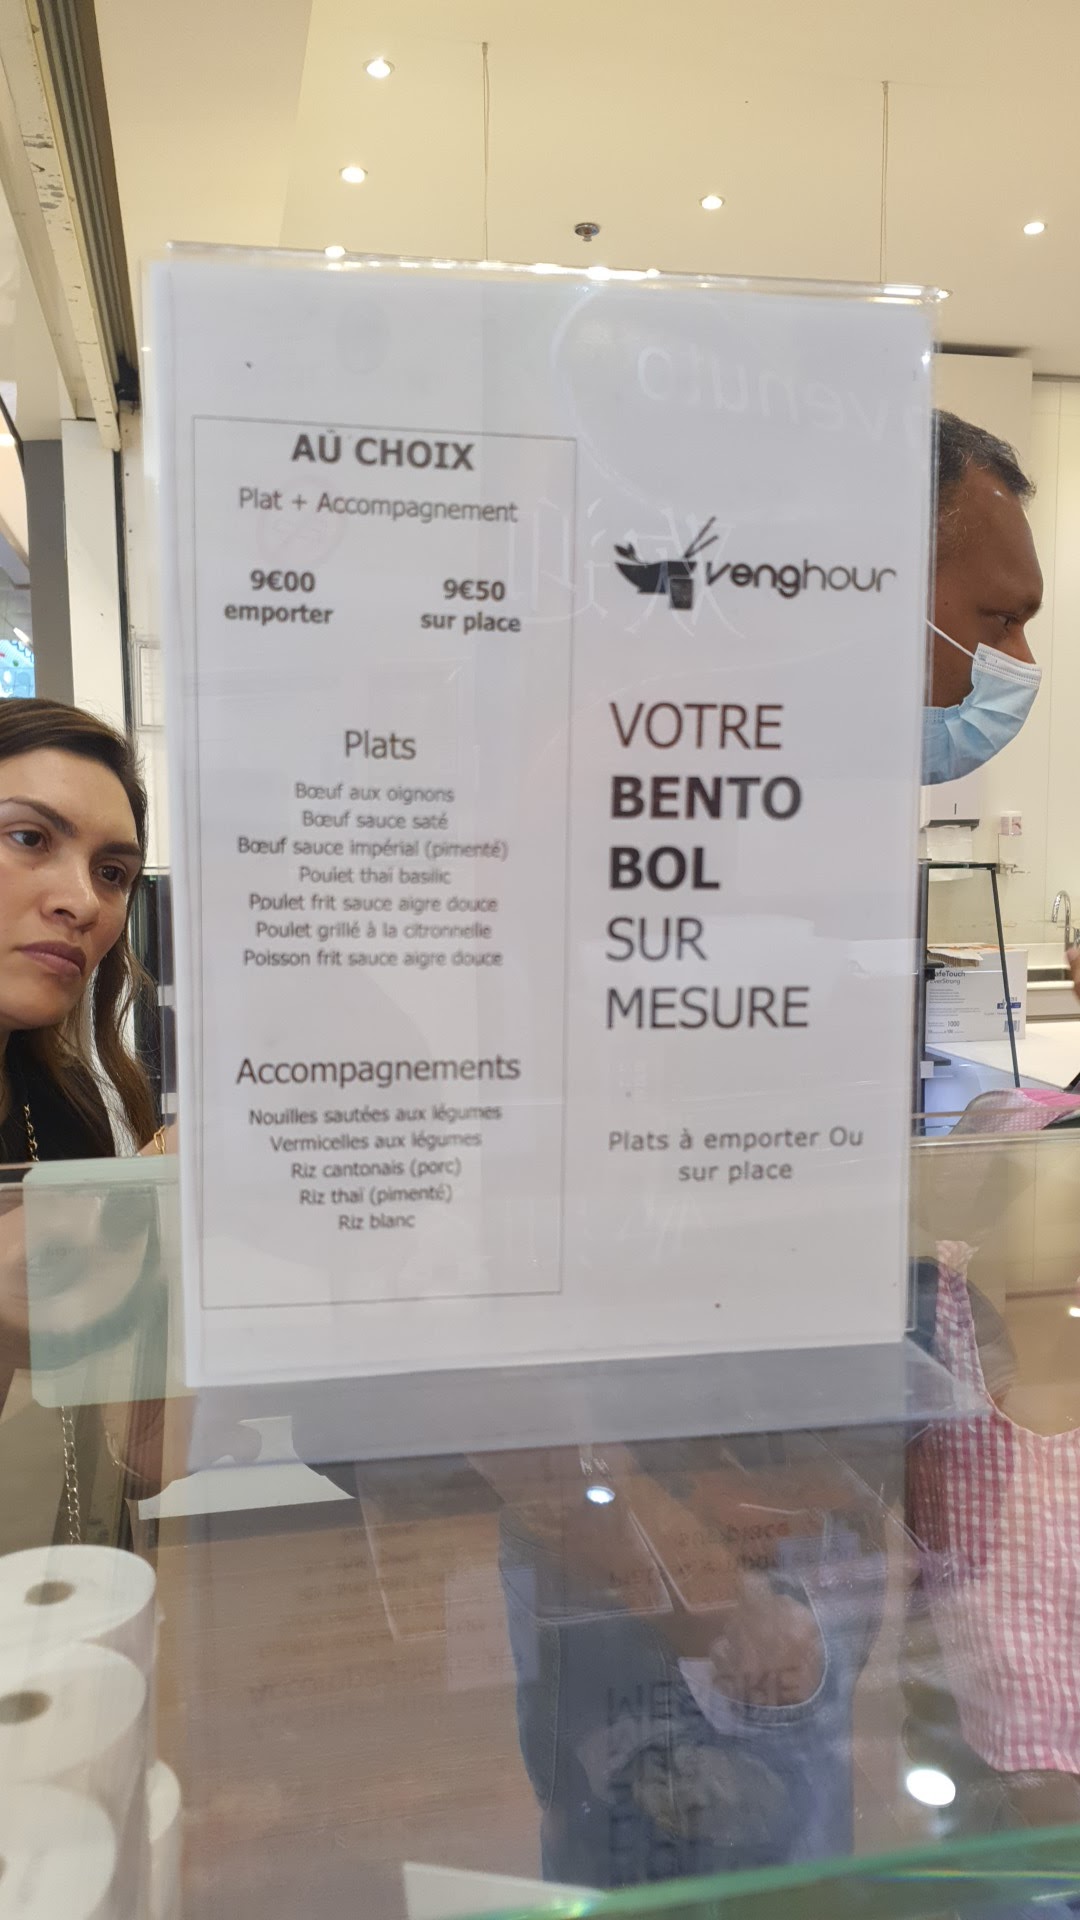 AÛ CHOIX
Plat + Accompagnement
9€00
emporter
9€50
sur place
Plats
Bœuf aux oignons
Bœuf sauce saté
Bœuf sauce impérial (pimenté)
Poulet thaï basilic
Poulet frit sauce aigre douce
Poulet grillé à la citronnelle
Poisson frit sauce aigre douce
Accompagnements
Nouilles sautées aux légumes
Vermicelles aux légumes
Riz cantonais (porc)
Riz thaï (pimenté)
Riz blanc
venghour
VOTRE
BENTO
BOL
SUR
MESURE
Plats à emporter Ou
sur place
SafeTouch
1000